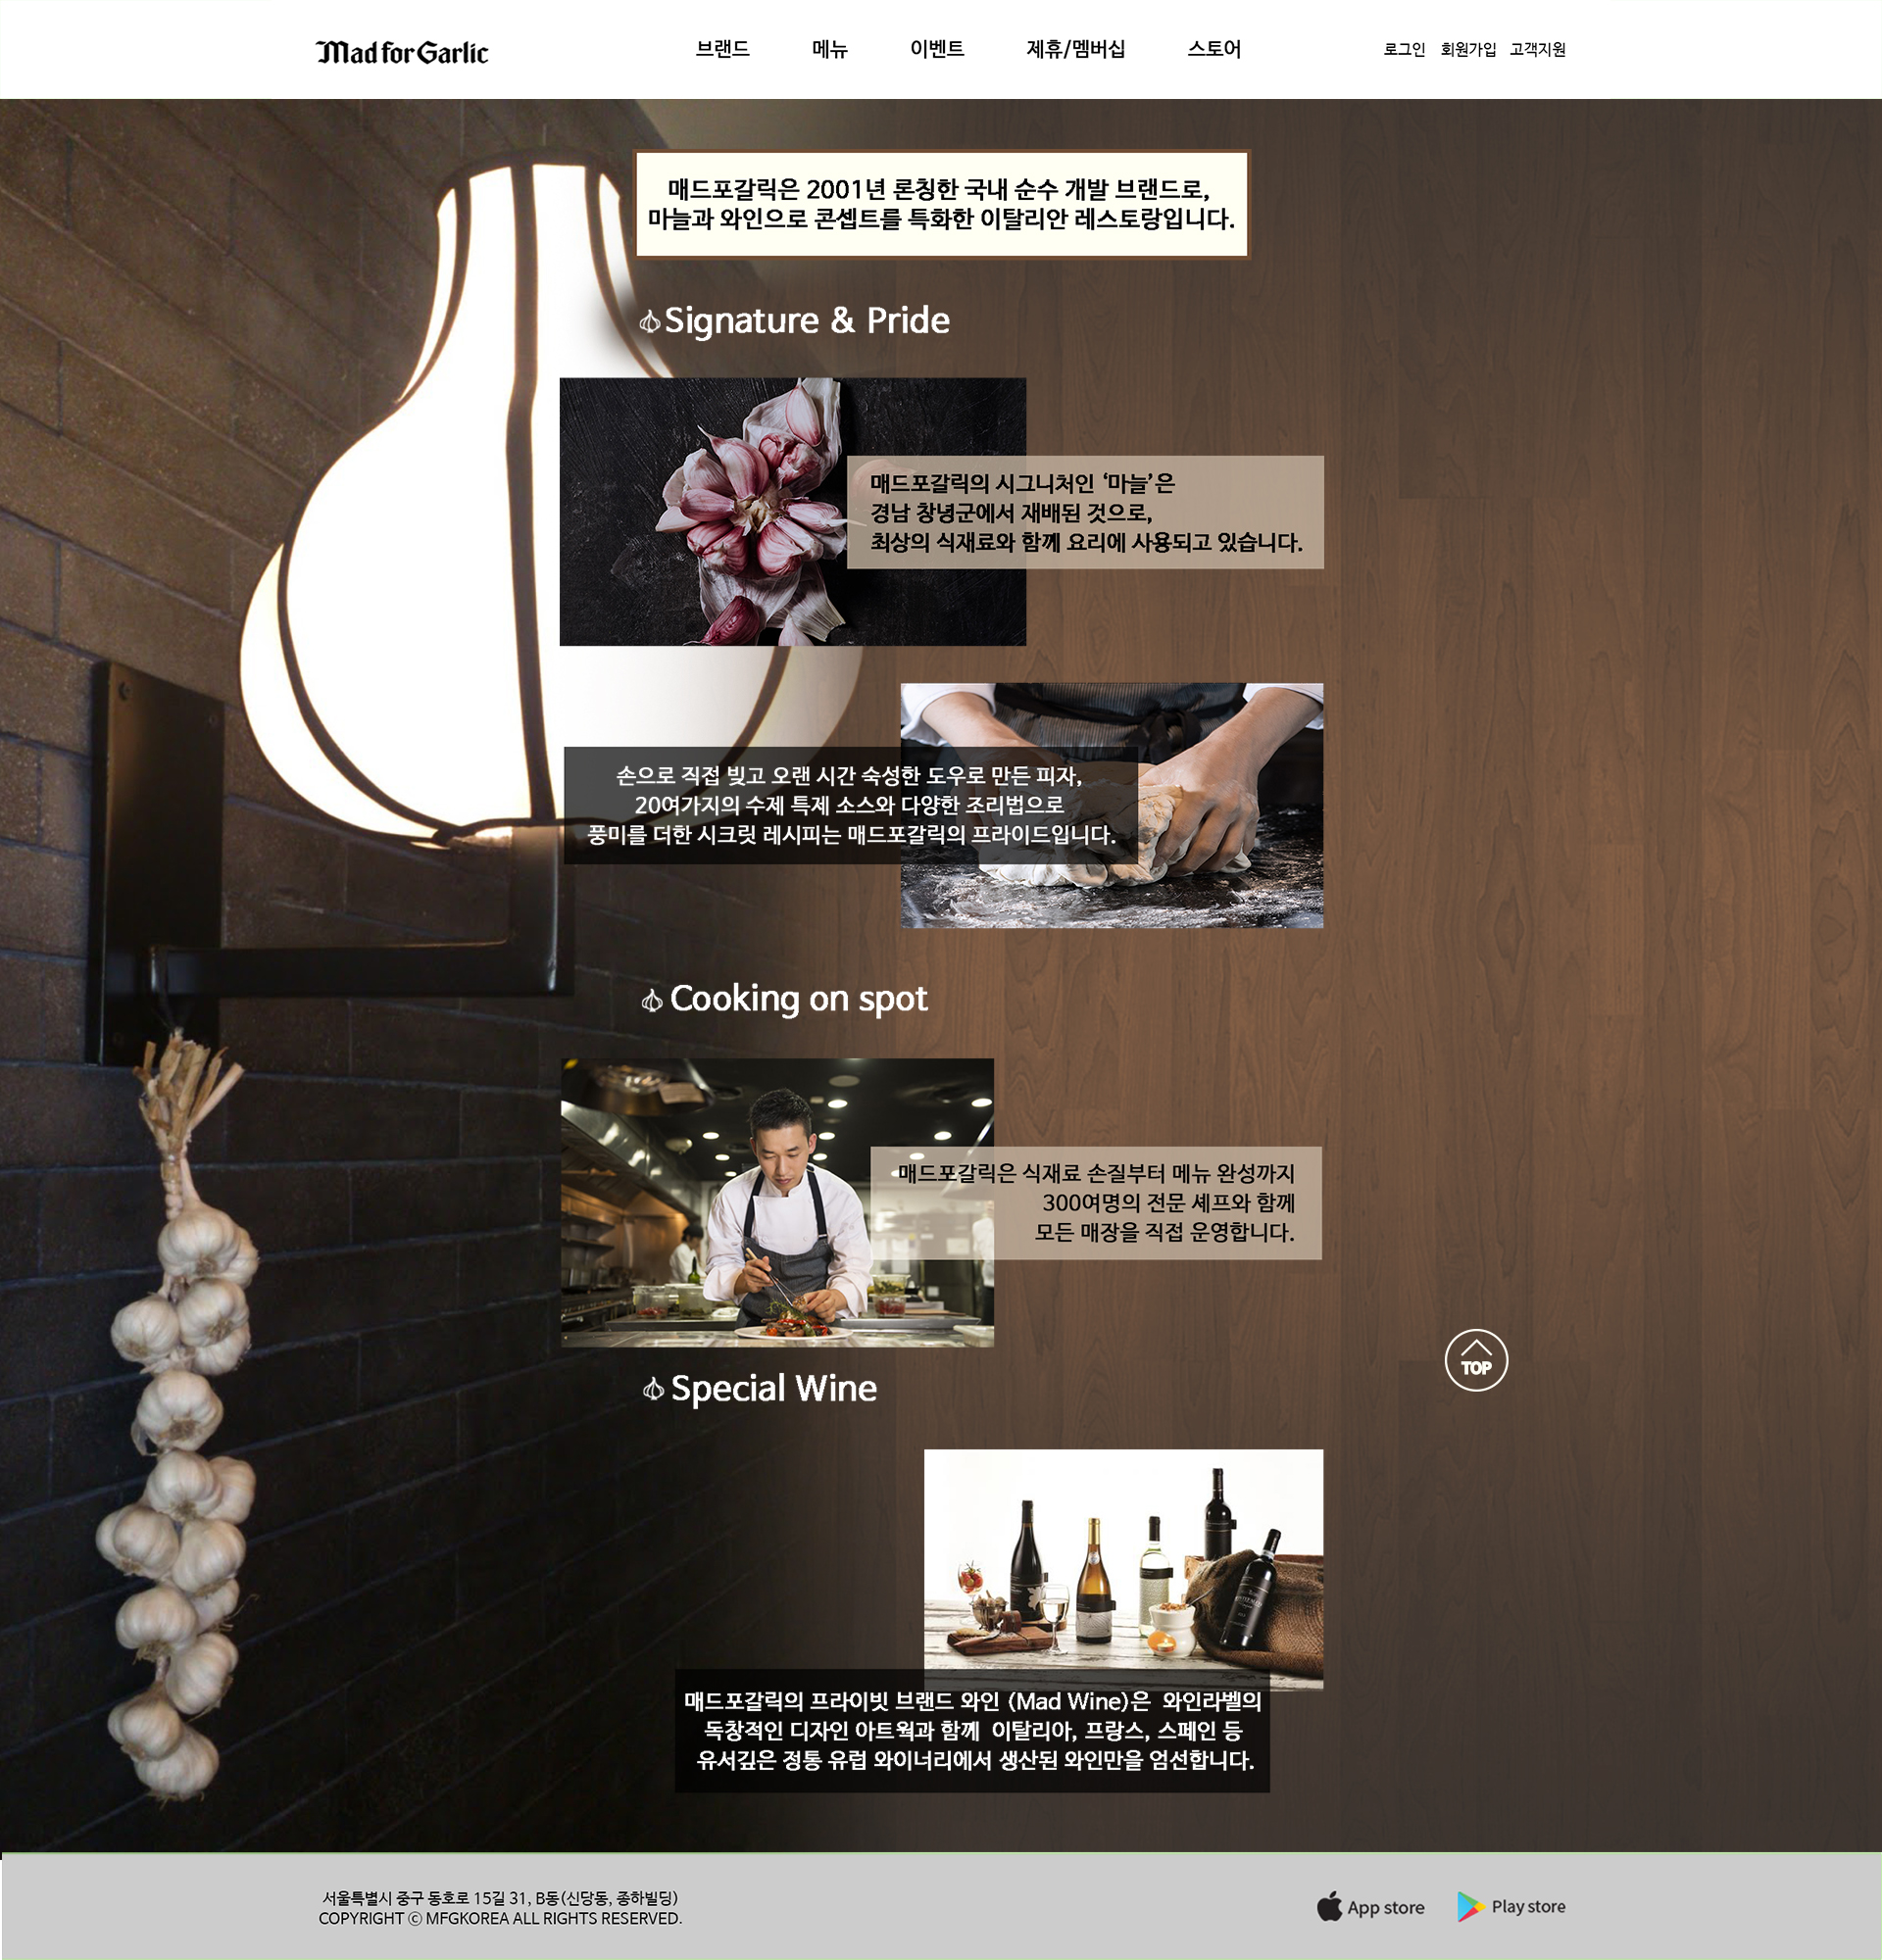 Mad for Garlic
브랜드 메뉴 이벤트 제휴/멤버십 스토어
로그인 회원가입 고객지원
매드포갈릭은 2001년 론칭한 국내 순수 개발 브랜드로,
마늘과 와인으로 콘셉트를 특화한 이탈리안 레스토랑입니다.
Signature & Pride
매드포갈릭의 시그니처인 ‘마늘’은
경남 창녕군에서 재배된 것으로,
최상의 식재료와 함께 요리에 사용되고 있습니다.
손으로 직접 빚고 오랜 시간 숙성한 도우로 만든 피자,
20여가지의 수제 특제 소스와 다양한 조리법으로
풍미를 더한 시크릿 레시피는 매드포갈릭의 프라이드입니다.
Cooking on spot
매드포갈릭은 식재료 손질부터 메뉴 완성까지
300여명의 전문 셰프와 함께
모든 매장을 직접 운영합니다.
TOP
Special Wine
매드포갈릭의 프라이빗 브랜드 와인 (Mad Wine)은 와인라벨의
독창적인 디자인 아트웍과 함께 이탈리아, 프랑스, 스페인 등
유서깊은 정통 유럽 와이너리에서 생산된 와인만을 엄선합니다.
서울특별시 중구 동호로 15길 31, B동(신당동, 종하빌딩)
COPYRIGHT ⓒ MFGKOREA ALL RIGHTS RESERVED.
App store
Play store